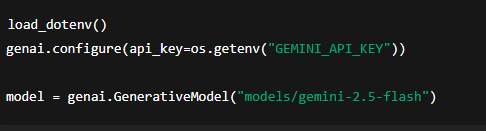 load_dotenv()
genai.configure(api_key=os.getenv("GEMINI_API_KEY"))
model = genai.GenerativeModel("models/gemini-2.5-flash")